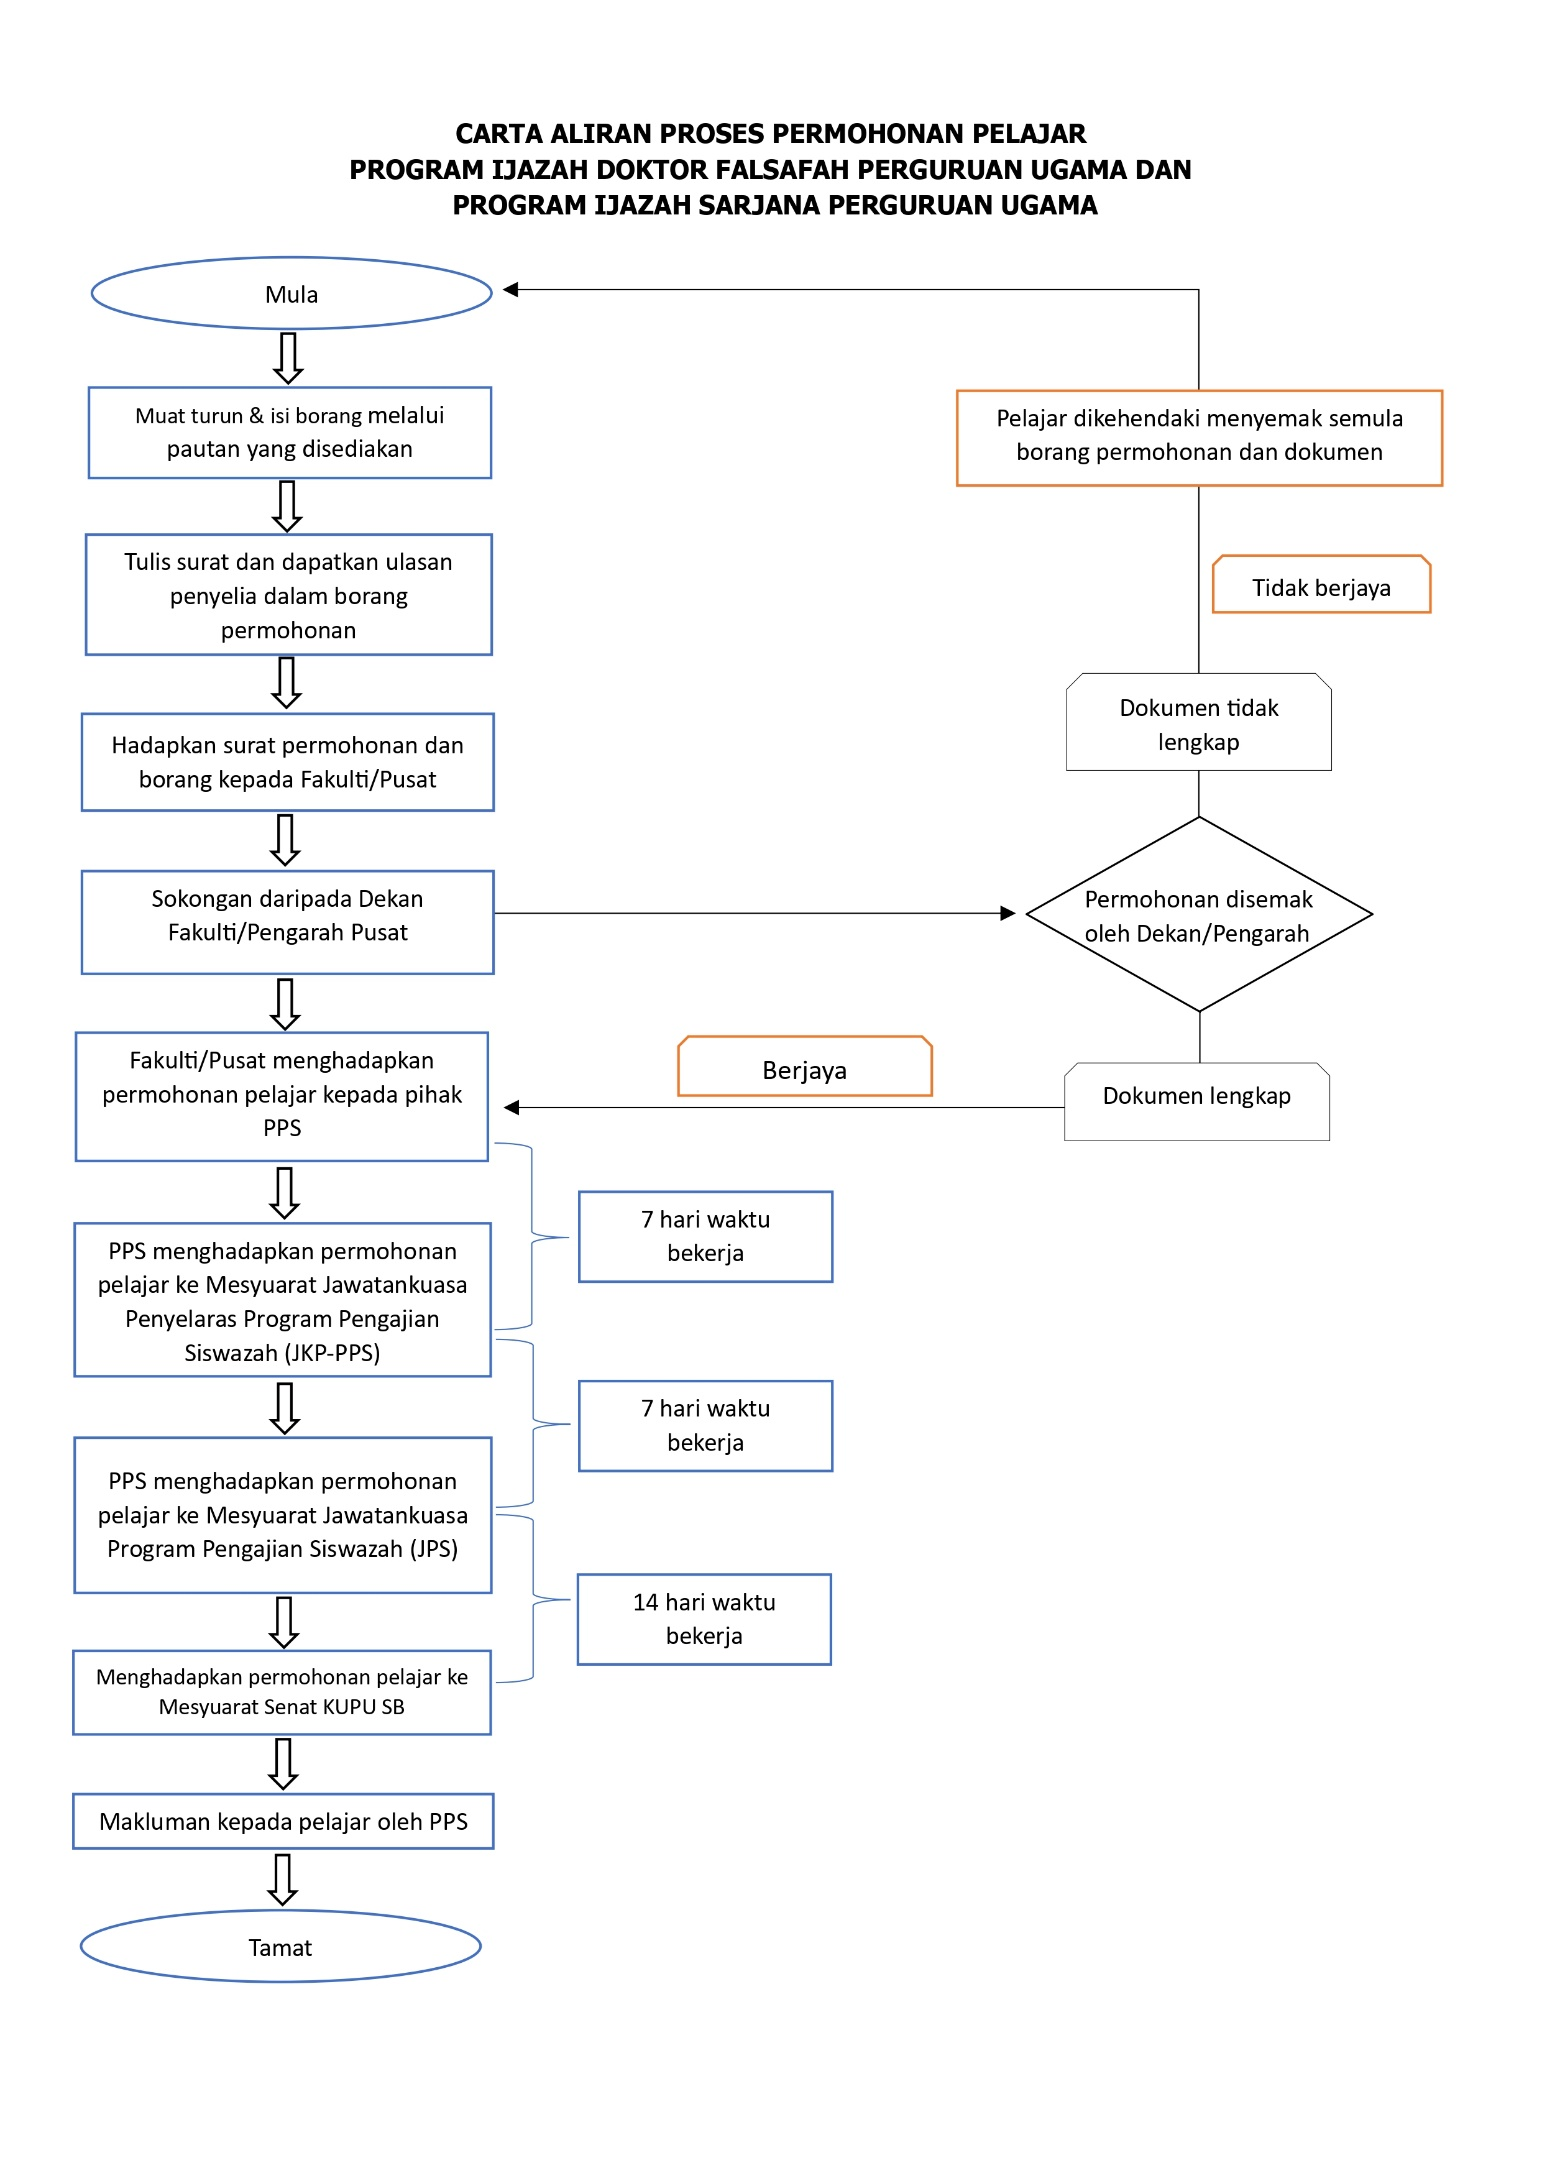 CARTA ALIRAN PROSES PERMOHONAN PELAJAR
PROGRAM IJAZAH DOKTOR FALSAFAH PERGURUAN UGAMA DAN
PROGRAM IJAZAH SARJANA PERGURUAN UGAMA
Mula
Muat turun & isi borang melalui
pautan yang disediakan
Pelajar dikehendaki menyemak semula
borang permohonan dan dokumen
Tulis surat dan dapatkan ulasan
penyelia dalam borang
permohonan
Tidak berjaya
Hadapkan surat permohonan dan
borang kepada Fakulti/Pusat
Dokumen tidak
lengkap
Sokongan daripada Dekan
Fakulti/Pengarah Pusat
Permohonan disemak
oleh Dekan/Pengarah
Fakulti/Pusat menghadapkan
permohonan pelajar kepada pihak
PPS
Berjaya
Dokumen lengkap
7 hari waktu
bekerja
PPS menghadapkan permohonan
pelajar ke Mesyuarat Jawatankuasa
Penyelaras Program Pengajian
Siswazah (JKP-PPS)
7 hari waktu
bekerja
PPS menghadapkan permohonan
pelajar ke Mesyuarat Jawatankuasa
Program Pengajian Siswazah (JPS)
14 hari waktu
bekerja
Menghadapkan permohonan pelajar ke
Mesyuarat Senat KUPU SB
Makluman kepada pelajar oleh PPS
Tamat